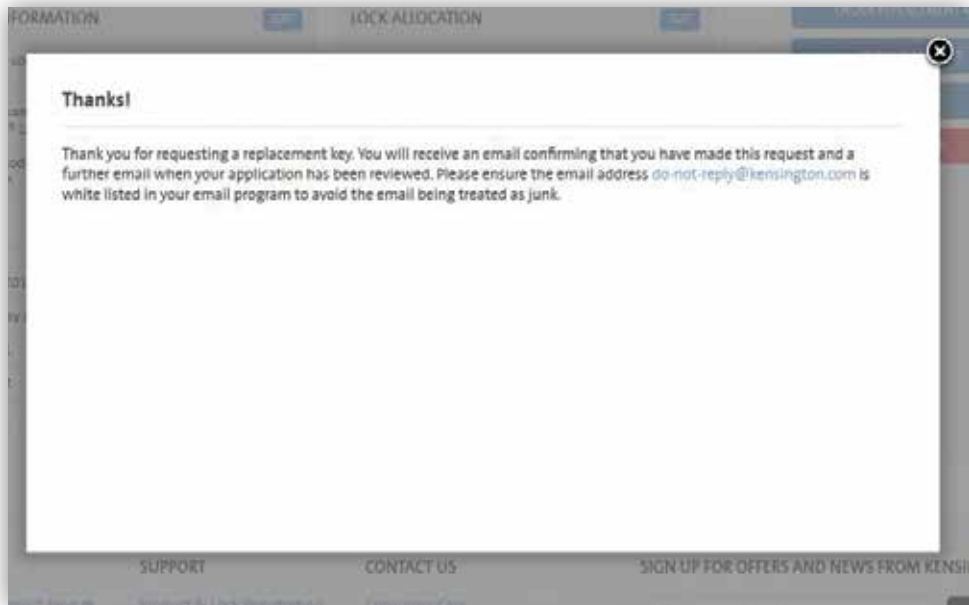 FORMATION
LOCK ALLOCATION
Thanks!
Thank you for requesting a replacement key. You will receive an email confirming that you have made this request and a
further email when your application has been reviewed. Please ensure the email address do-not-reply@kensington.com is
white listed in your email program to avoid the email being treated as junk.
SUPPORT
CONTACT US
SIGN UP FOR OFFERS AND NEWS FROM KENSI